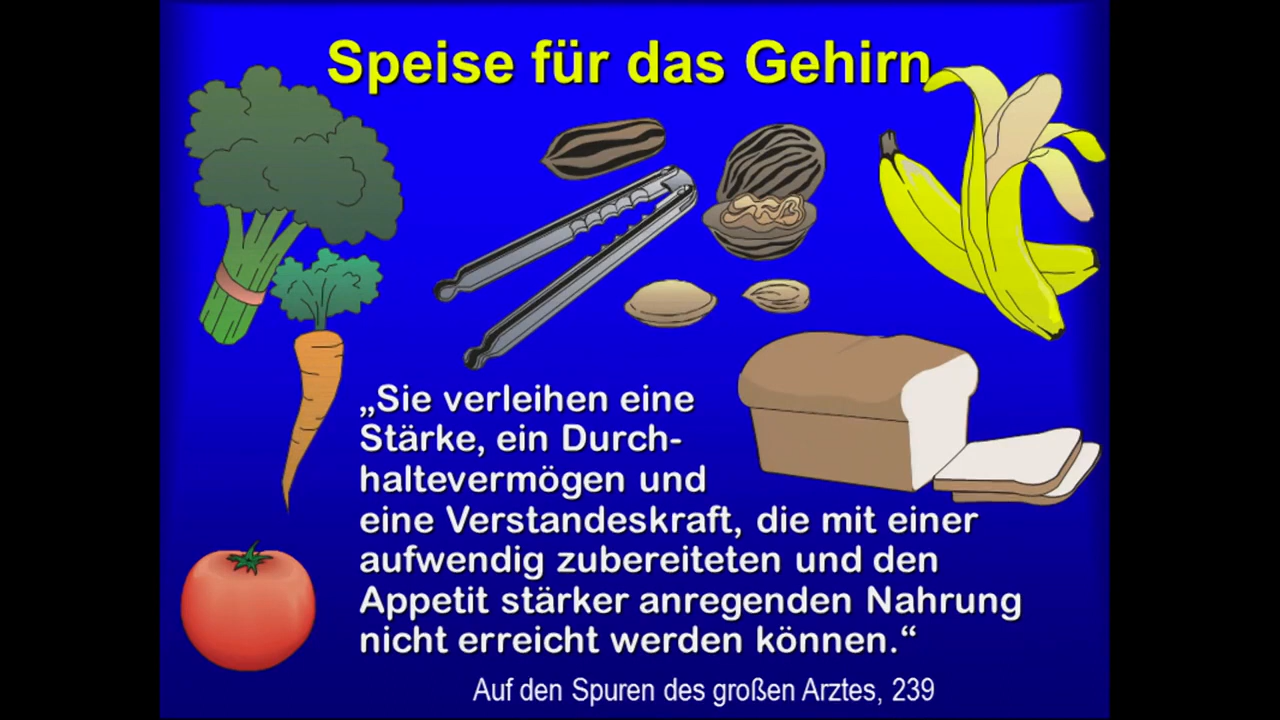 Speise für das Gehirn
„Sie verleihen eine
Stärke, ein Durch-
haltevermögen und
eine Verstandeskraft, die mit einer
aufwendig zubereiteten und den
Appetit stärker anregenden Nahrung
nicht erreicht werden können.“
Auf den Spuren des großen Arztes, 239